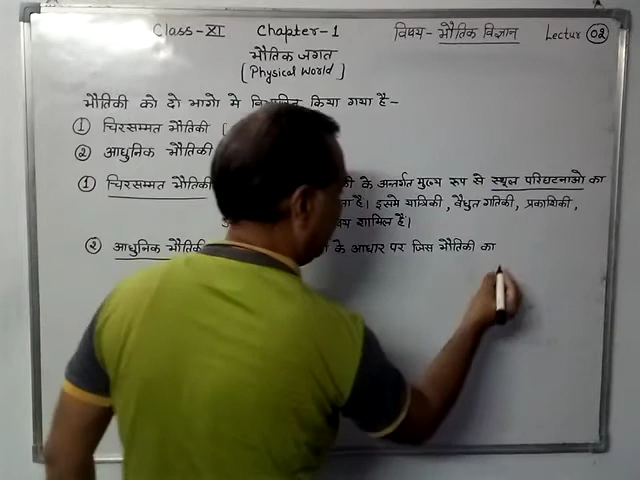 Class-XI Chapter-1 विषय- भौतिक विज्ञान Lectur 02
भौतिक जगत
[Physical World]
भौतिकी को दो भागो मे किया गया है-
① चिरसम्मत भौतिकी [
② आधुनिक भौतिकी
① चिरसम्मत भौतिकी के अन्तर्गत मुख्य रूप से स्थूल परिघटनाओ का
है। इसमे यात्रिकी, वैधुत गतिकी, प्रकाशिकी,
शामिल हैं।
② आधुनिक भौतिकी के आधार पर जिस भौतिकी का